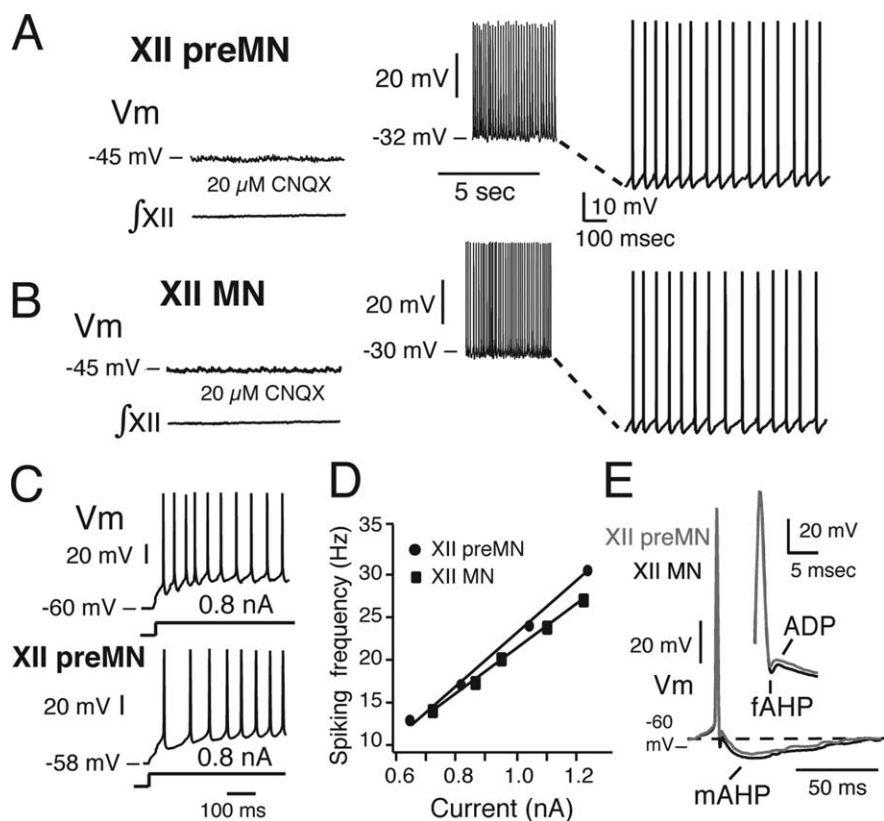 A
XII preMN
Vm
-45 mV
20 µM CNQX
∫XII
20 mV
-32 mV
5 sec
10 mV
100 msec
B
XII MN
Vm
-45 mV
20 µM CNQX
∫XII
20 mV
-30 mV
C
Vm
20 mV
-60 mV
0.8 nA
XII preMN
20 mV
-58 mV
0.8 nA
100 ms
D
Spiking frequency (Hz)
35
30
25
20
15
10
XII preMN
XII MN
0.6 0.8 1.0 1.2
Current (nA)
E
XII preMN
XII MN
20 mV
5 msec
ADP
fAHP
20 mV
Vm
-60
mV
mAHP
50 ms